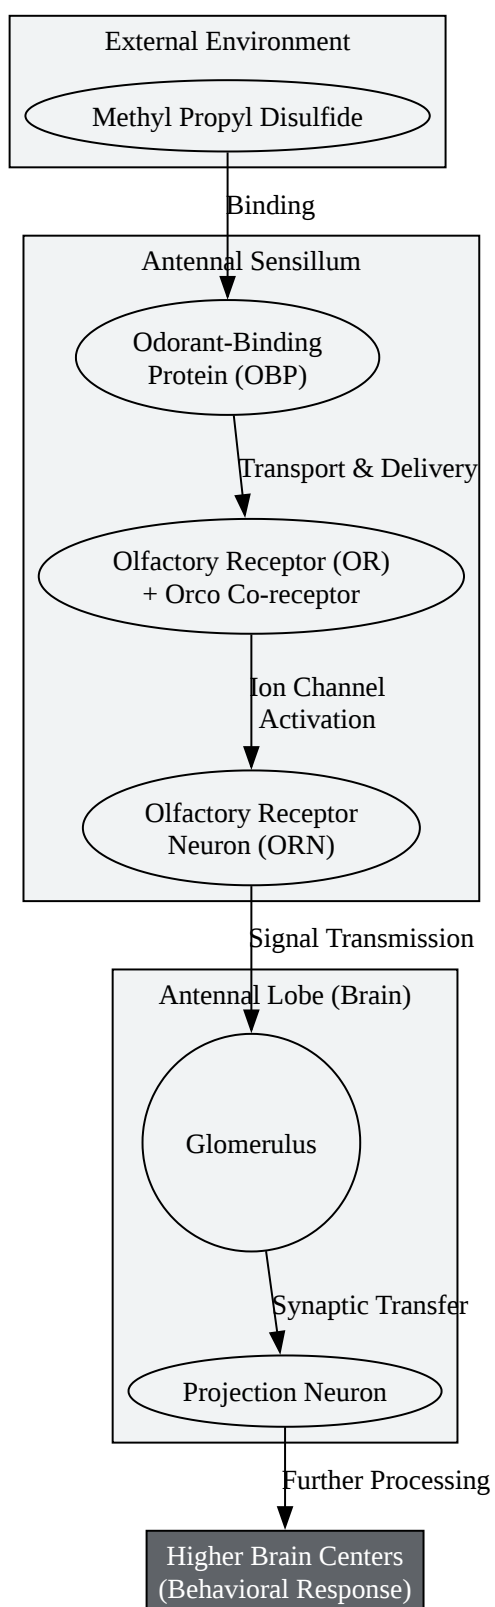 External Environment
Methyl Propyl Disulfide
Binding
Antennal Sensillum
Odorant-Binding
Protein (OBP)
Transport & Delivery
Olfactory Receptor (OR)
+ Orco Co-receptor
Ion Channel
Activation
Olfactory Receptor
Neuron (ORN)
Signal Transmission
Antennal Lobe (Brain)
Glomerulus
Synaptic Transfer
Projection Neuron
Further Processing
Higher Brain Centers
(Behavioral Response)